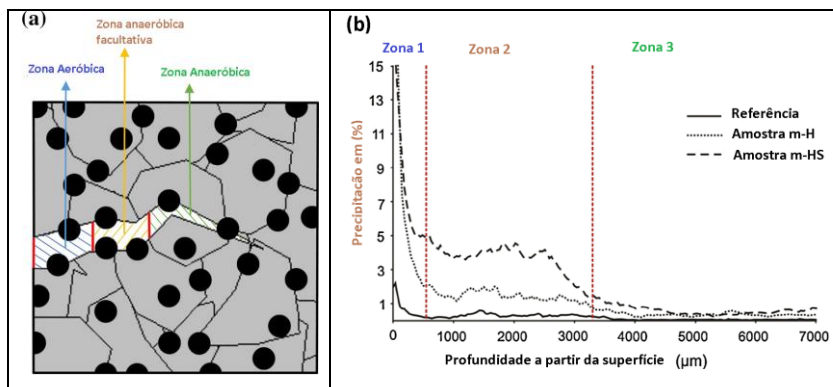 (a)
Zona anaeróbica
facultativa
Zona Aeróbica
Zona Anaeróbica
(b)
Zona 1
Zona 2
Zona 3
Precipitação em (%)
15
13
11
9
7
5
3
1
Referência
Amostra m-H
Amostra m-HS
0
1000
2000
3000
4000
5000
6000
7000
Profundidade a partir da superfície (μm)